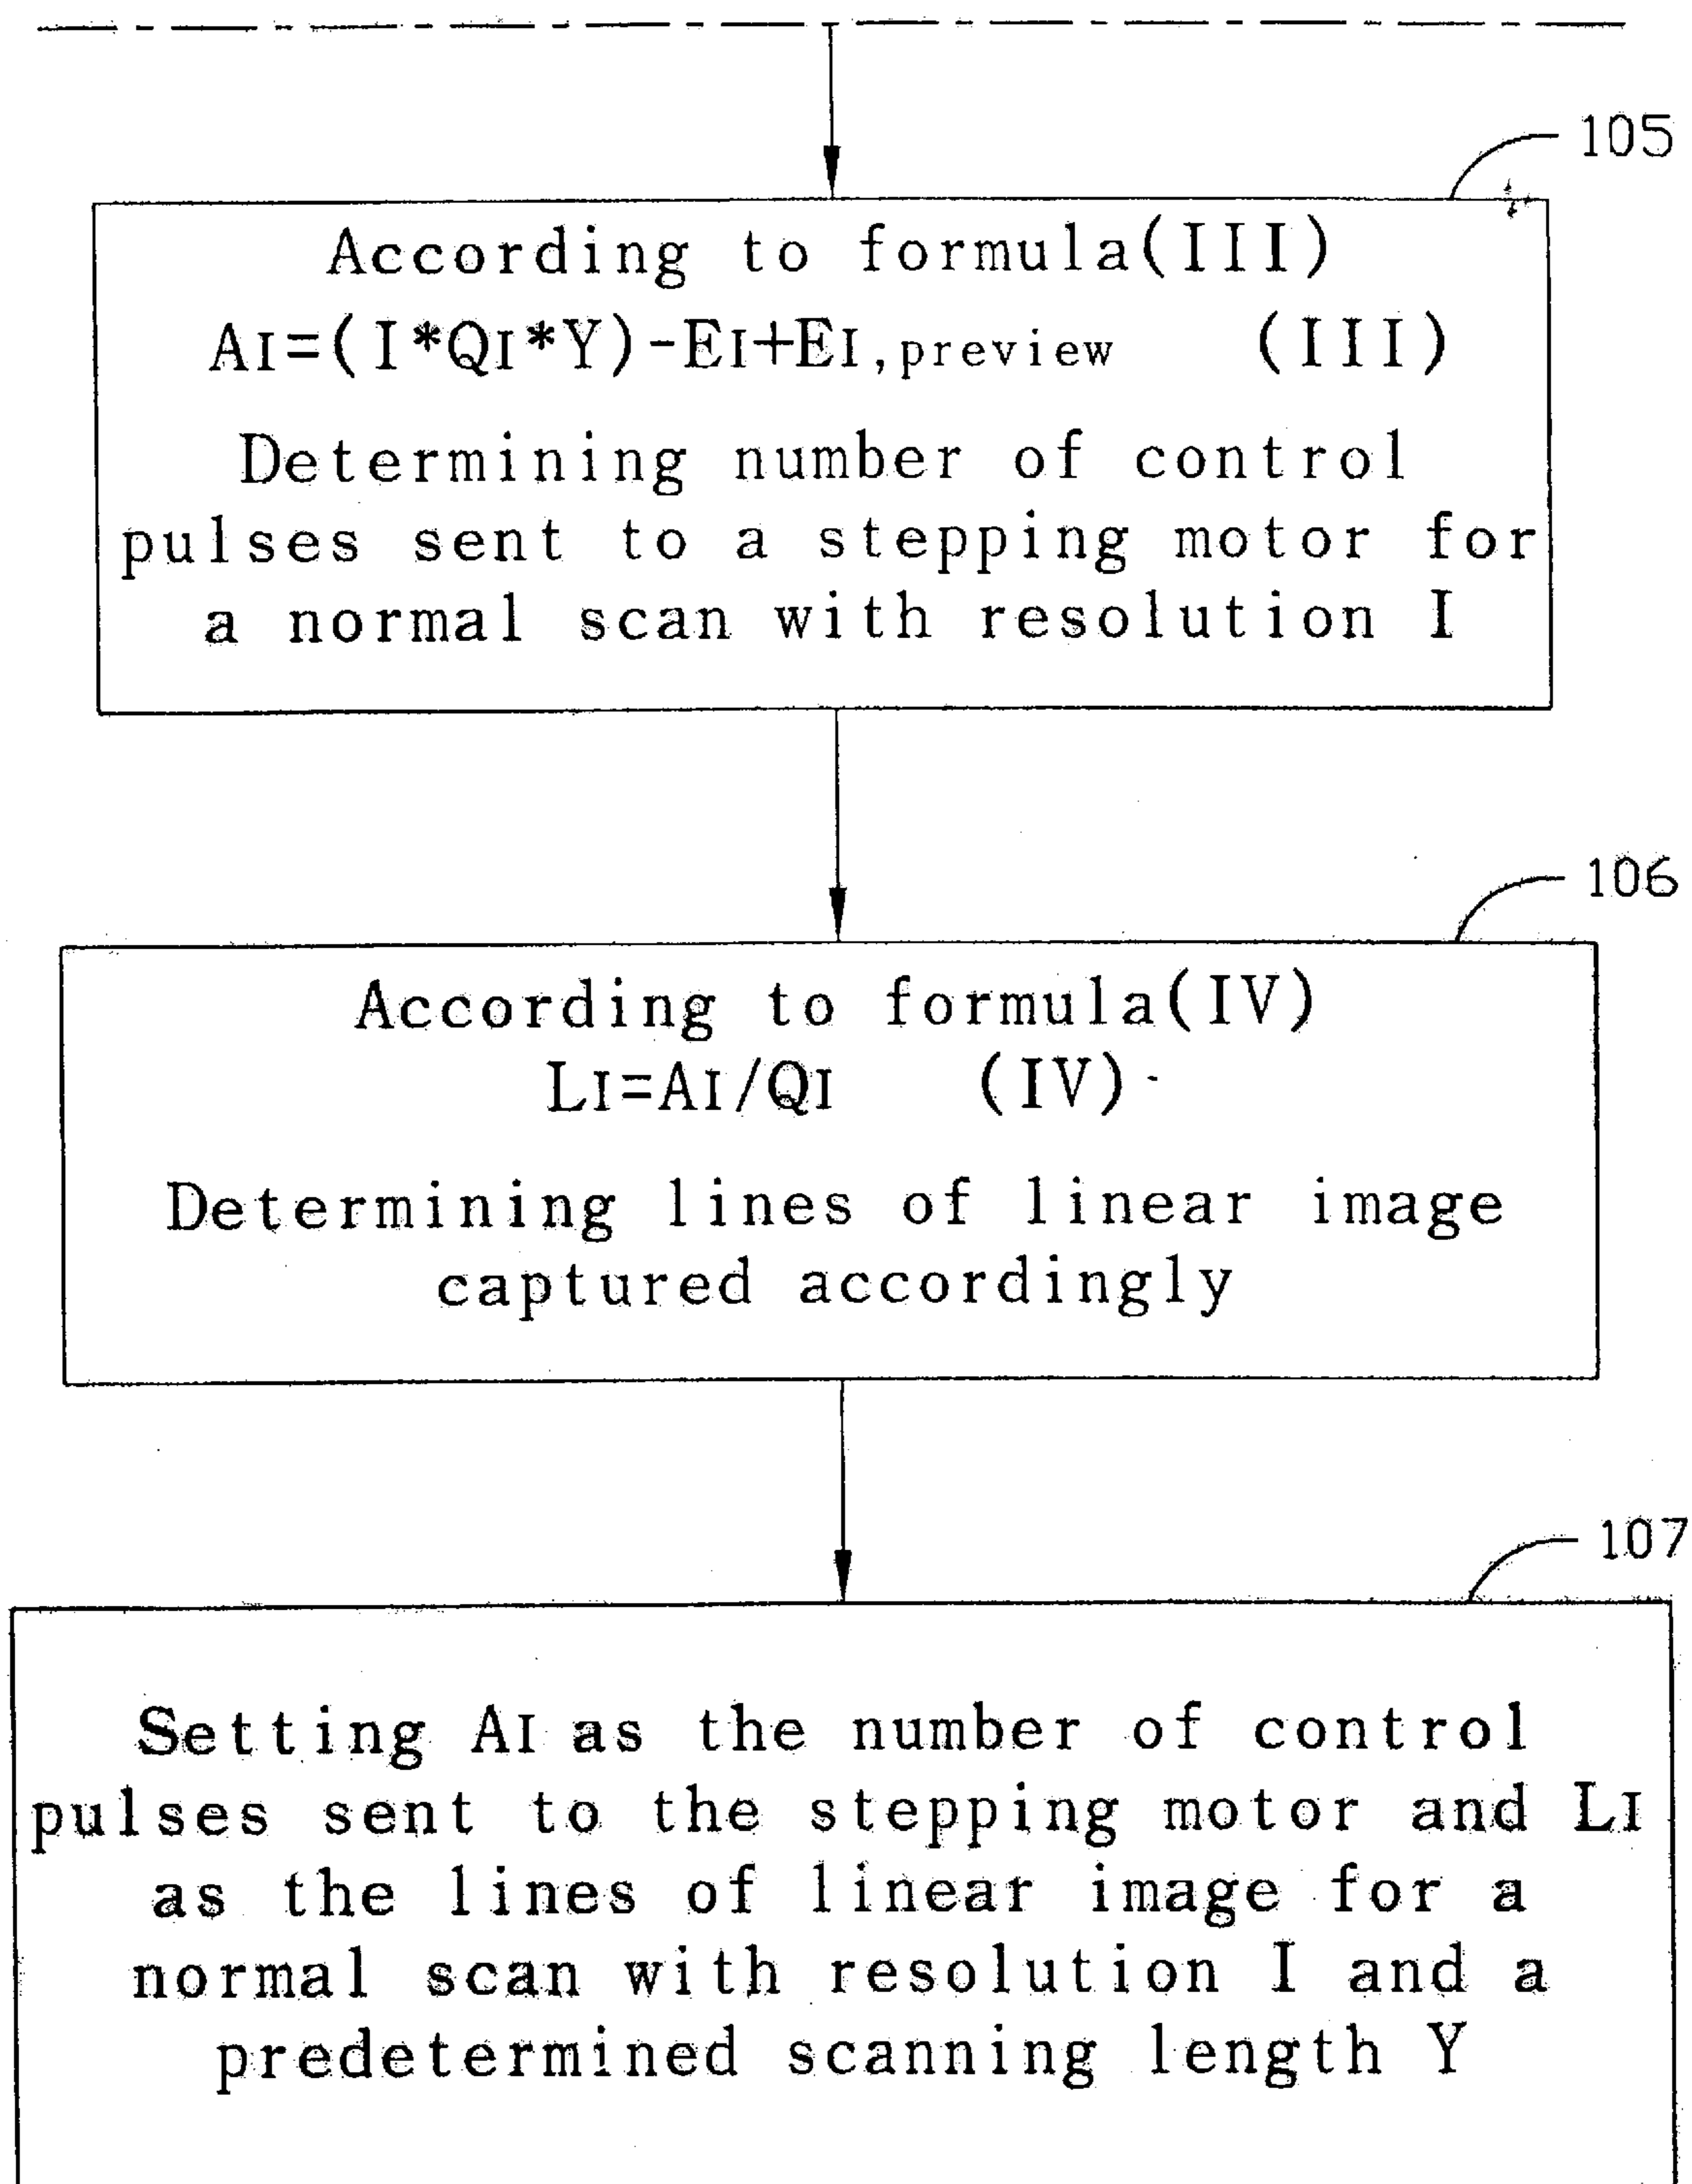 105
According to formula(III)
AI=(I*QI*Y)-EI+EI,preview (III)
Determining number of control
pulses sent to a stepping motor for
a normal scan with resolution I
106
According to formula(IV)
LI=AI/QI (IV)
Determining lines of linear image
captured accordingly
107
Setting AI as the number of control
pulses sent to the stepping motor and LI
as the lines of linear image for a
normal scan with resolution I and a
predetermined scanning length Y